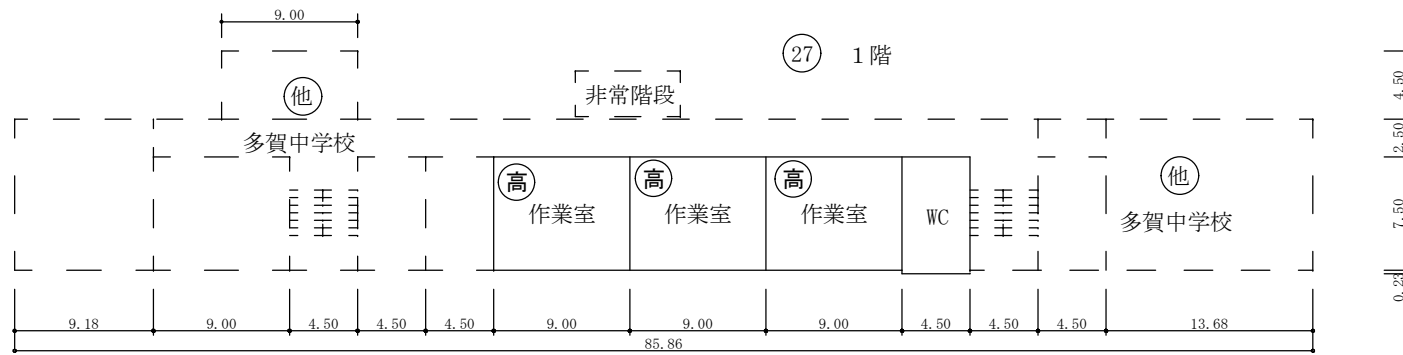 9.00
27 1階
他
多賀中学校
非常階段
4.50
2.50
7.50
0.23
高 作業室
高 作業室
高 作業室
WC
他
多賀中学校
9.18 9.00 4.50 4.50 4.50 9.00 9.00 9.00 4.50 4.50 4.50 13.68
85.86